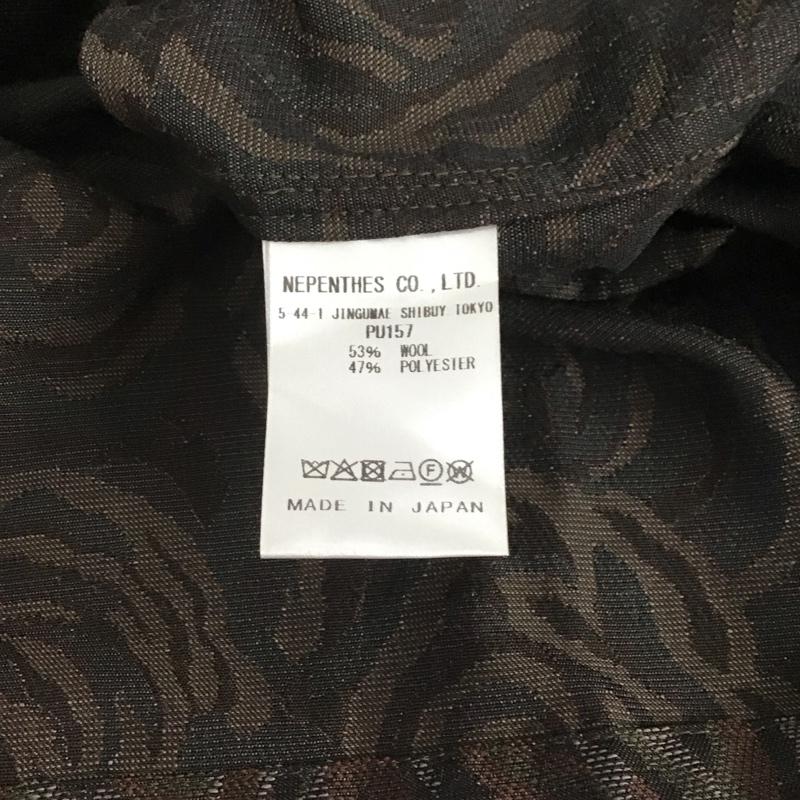 NEPENTHES CO.,LTD.
5-44-1 JINGUMAE SHIBUY TOKYO
PU157
53% WOOL
47% POLYESTER
F W
MADE IN JAPAN